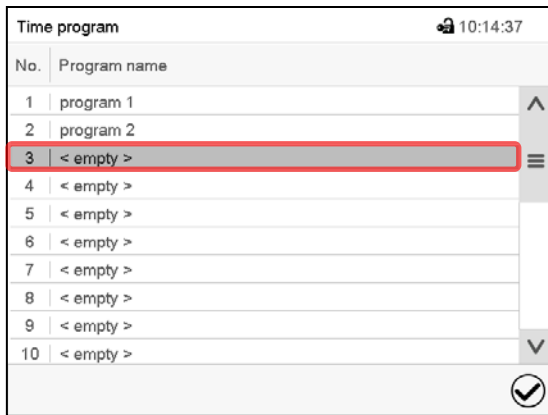 Time program 10:14:37
No. Program name
1 program 1
2 program 2
3 < empty >
4 < empty >
5 < empty >
6 < empty >
7 < empty >
8 < empty >
9 < empty >
10 < empty >